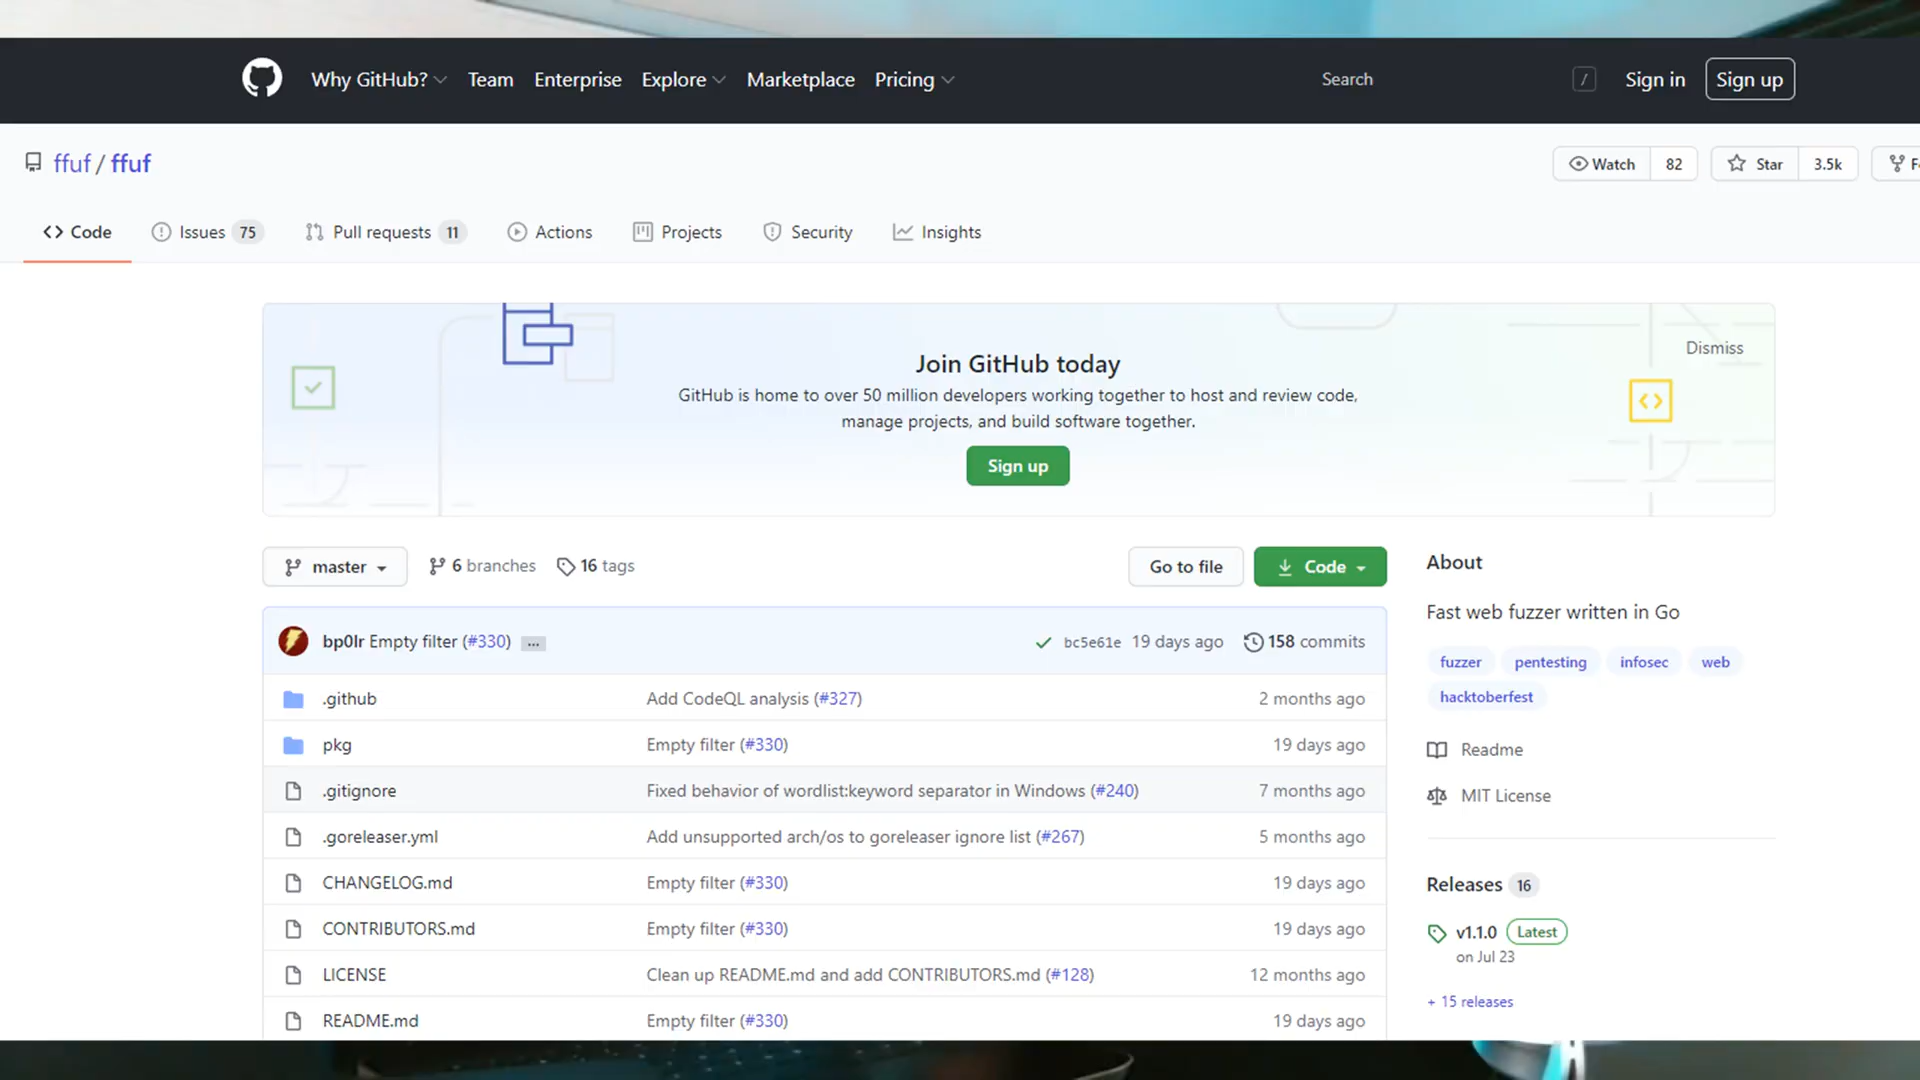 Why GitHub? Team Enterprise Explore Marketplace Pricing Search / Sign in Sign up
ffuf / ffuf
Watch 82 Star 3.5k
Code Issues 75 Pull requests 11 Actions Projects Security Insights
Join GitHub today
Dismiss
GitHub is home to over 50 million developers working together to host and review code,
manage projects, and build software together.
Sign up
master 6 branches 16 tags Go to file Code
bp0lr Empty filter (#330) ... bc5e61e 19 days ago 158 commits
.github Add CodeQL analysis (#327) 2 months ago
pkg Empty filter (#330) 19 days ago
.gitignore Fixed behavior of wordlist:keyword separator in Windows (#240) 7 months ago
.goreleaser.yml Add unsupported arch/os to goreleaser ignore list (#267) 5 months ago
CHANGELOG.md Empty filter (#330) 19 days ago
CONTRIBUTORS.md Empty filter (#330) 19 days ago
LICENSE Clean up README.md and add CONTRIBUTORS.md (#128) 12 months ago
README.md Empty filter (#330) 19 days ago
About
Fast web fuzzer written in Go
fuzzer pentesting infosec web
hacktoberfest
Readme
MIT License
Releases 16
v1.1.0 Latest
on Jul 23
+ 15 releases